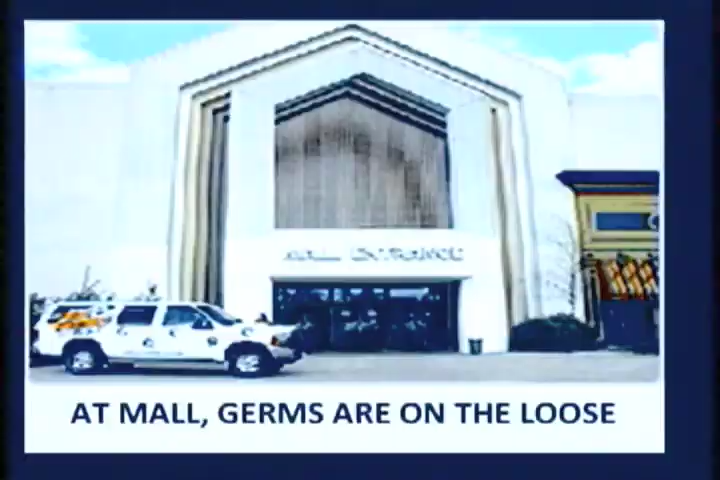 MALL ENTRANCE
AT MALL, GERMS ARE ON THE LOOSE